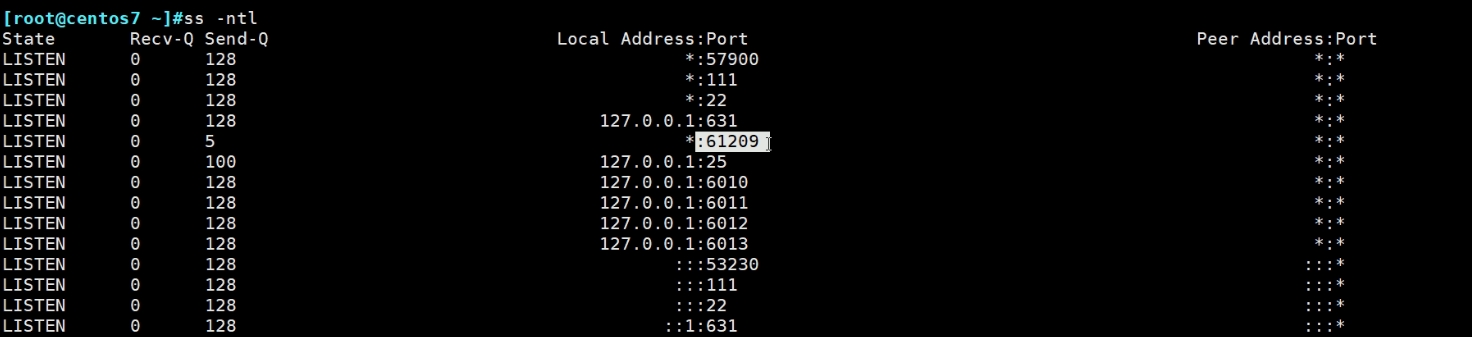 [root@centos7 ~]#ss -ntl
State Recv-Q Send-Q Local Address:Port Peer Address:Port
LISTEN 0 128 *:57900 *:*
LISTEN 0 128 *:111 *:*
LISTEN 0 128 *:22 *:*
LISTEN 0 128 127.0.0.1:631 *:*
LISTEN 0 5 *:61209 *:*
LISTEN 0 100 127.0.0.1:25 *:*
LISTEN 0 128 127.0.0.1:6010 *:*
LISTEN 0 128 127.0.0.1:6011 *:*
LISTEN 0 128 127.0.0.1:6012 *:*
LISTEN 0 128 127.0.0.1:6013 *:*
LISTEN 0 128 :::53230 :::*
LISTEN 0 128 :::111 :::*
LISTEN 0 128 :::22 :::*
LISTEN 0 128 ::1:631 :::*